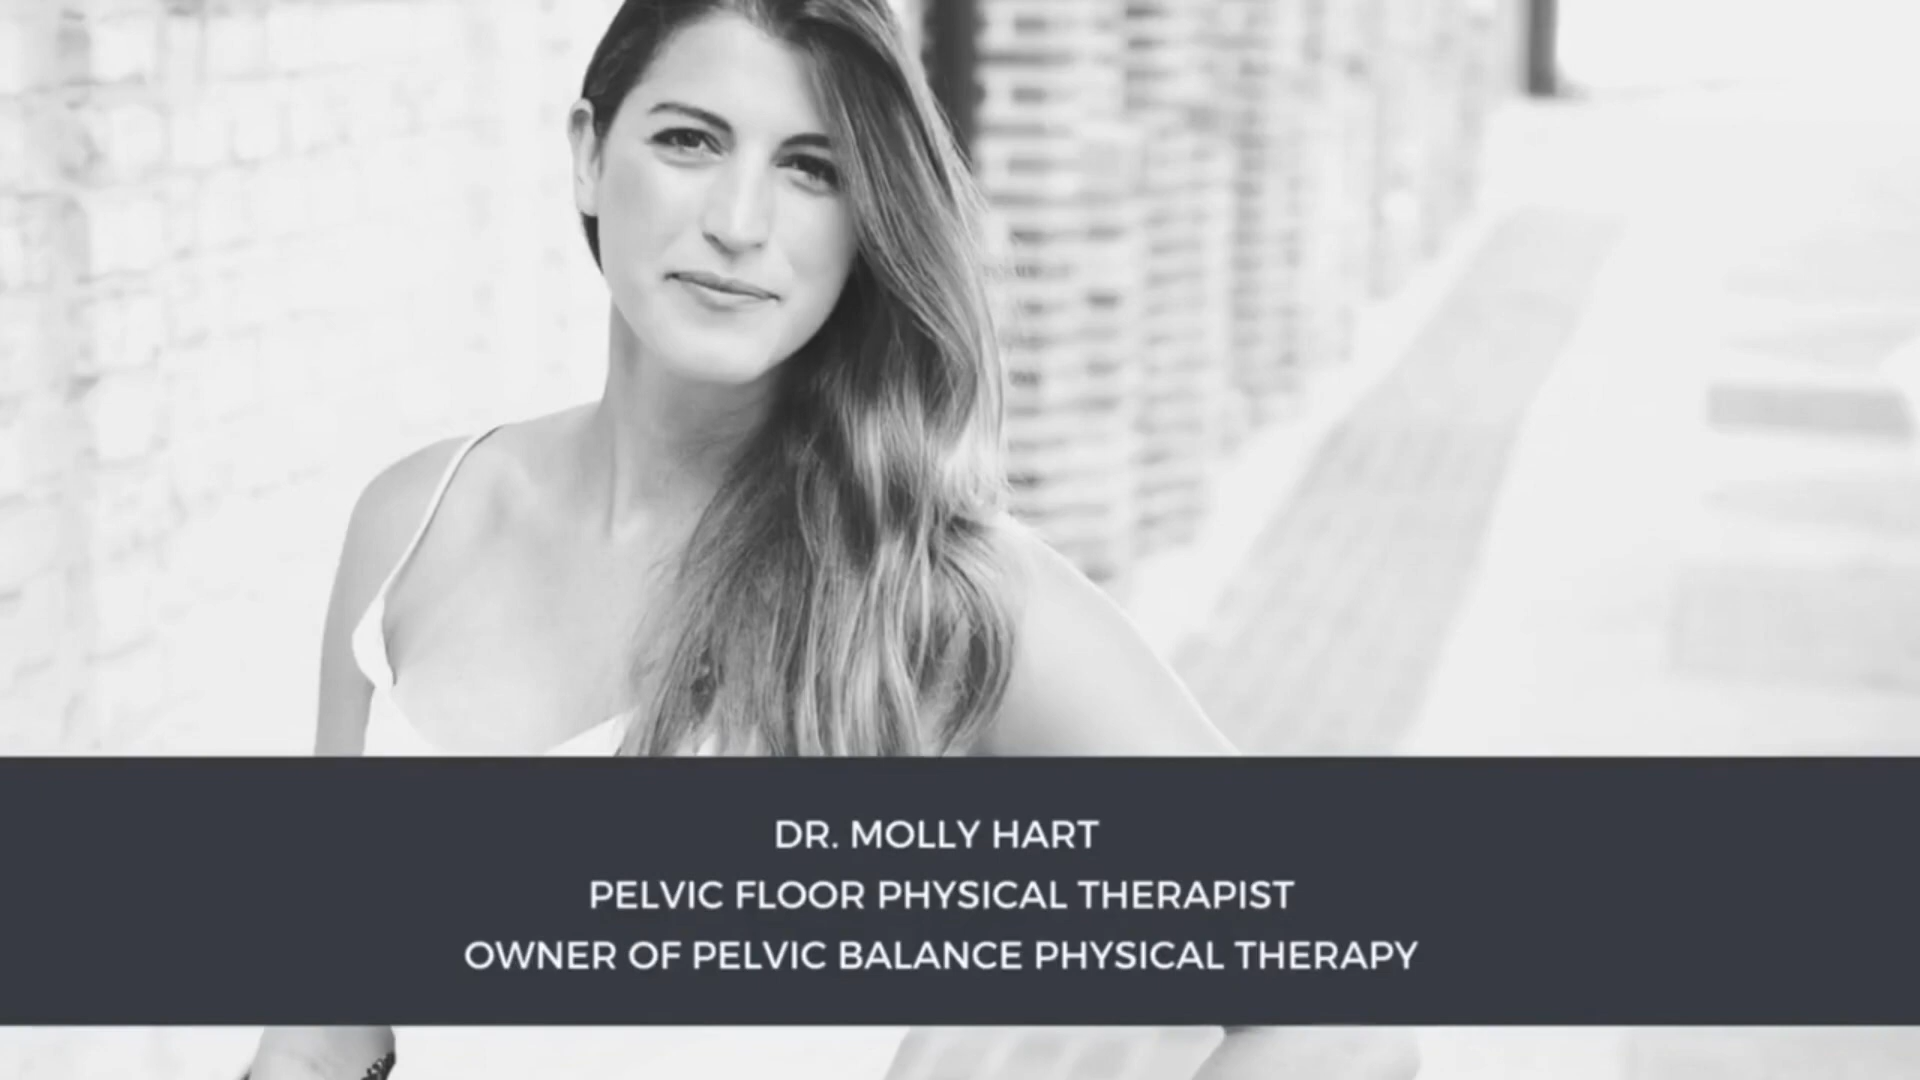 DR. MOLLY HART
PELVIC FLOOR PHYSICAL THERAPIST
OWNER OF PELVIC BALANCE PHYSICAL THERAPY